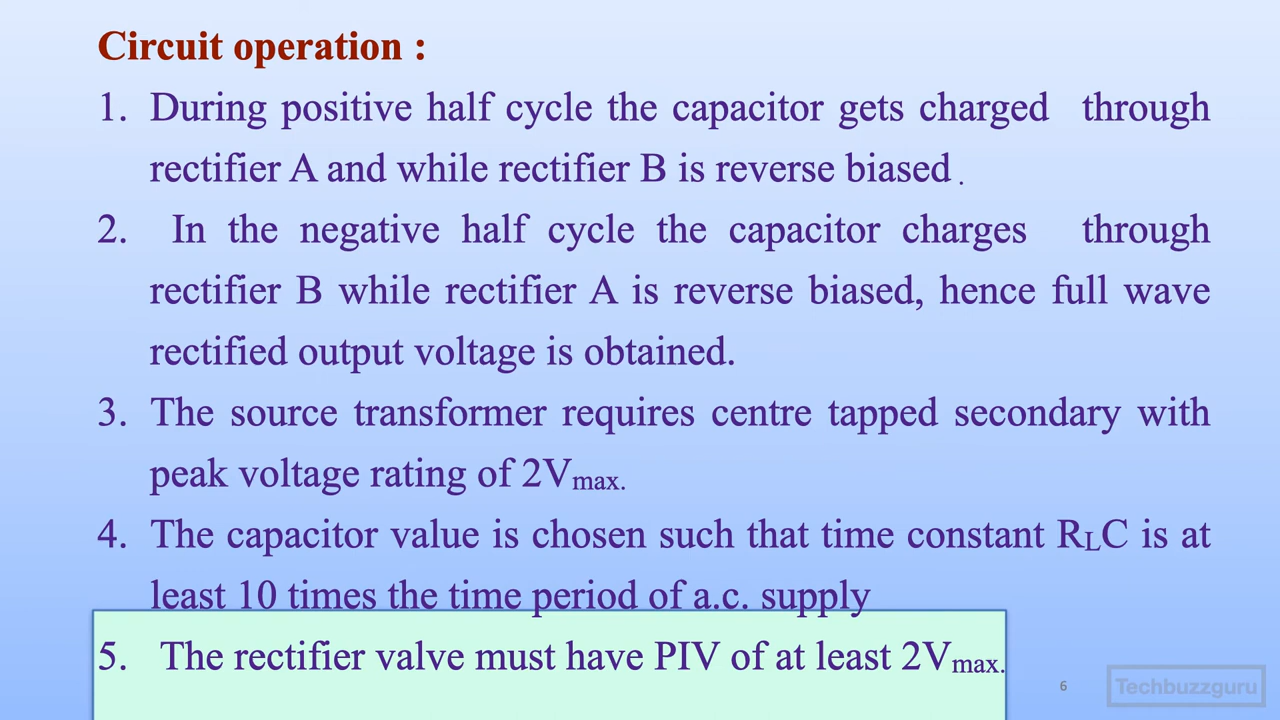 Circuit operation :
1. During positive half cycle the capacitor gets charged through
rectifier A and while rectifier B is reverse biased .
2. In the negative half cycle the capacitor charges through
rectifier B while rectifier A is reverse biased, hence full wave
rectified output voltage is obtained.
3. The source transformer requires centre tapped secondary with
peak voltage rating of 2Vmax.
4. The capacitor value is chosen such that time constant RLC is at
least 10 times the time period of a.c. supply
5. The rectifier valve must have PIV of at least 2Vmax.
6
Techbuzzguru